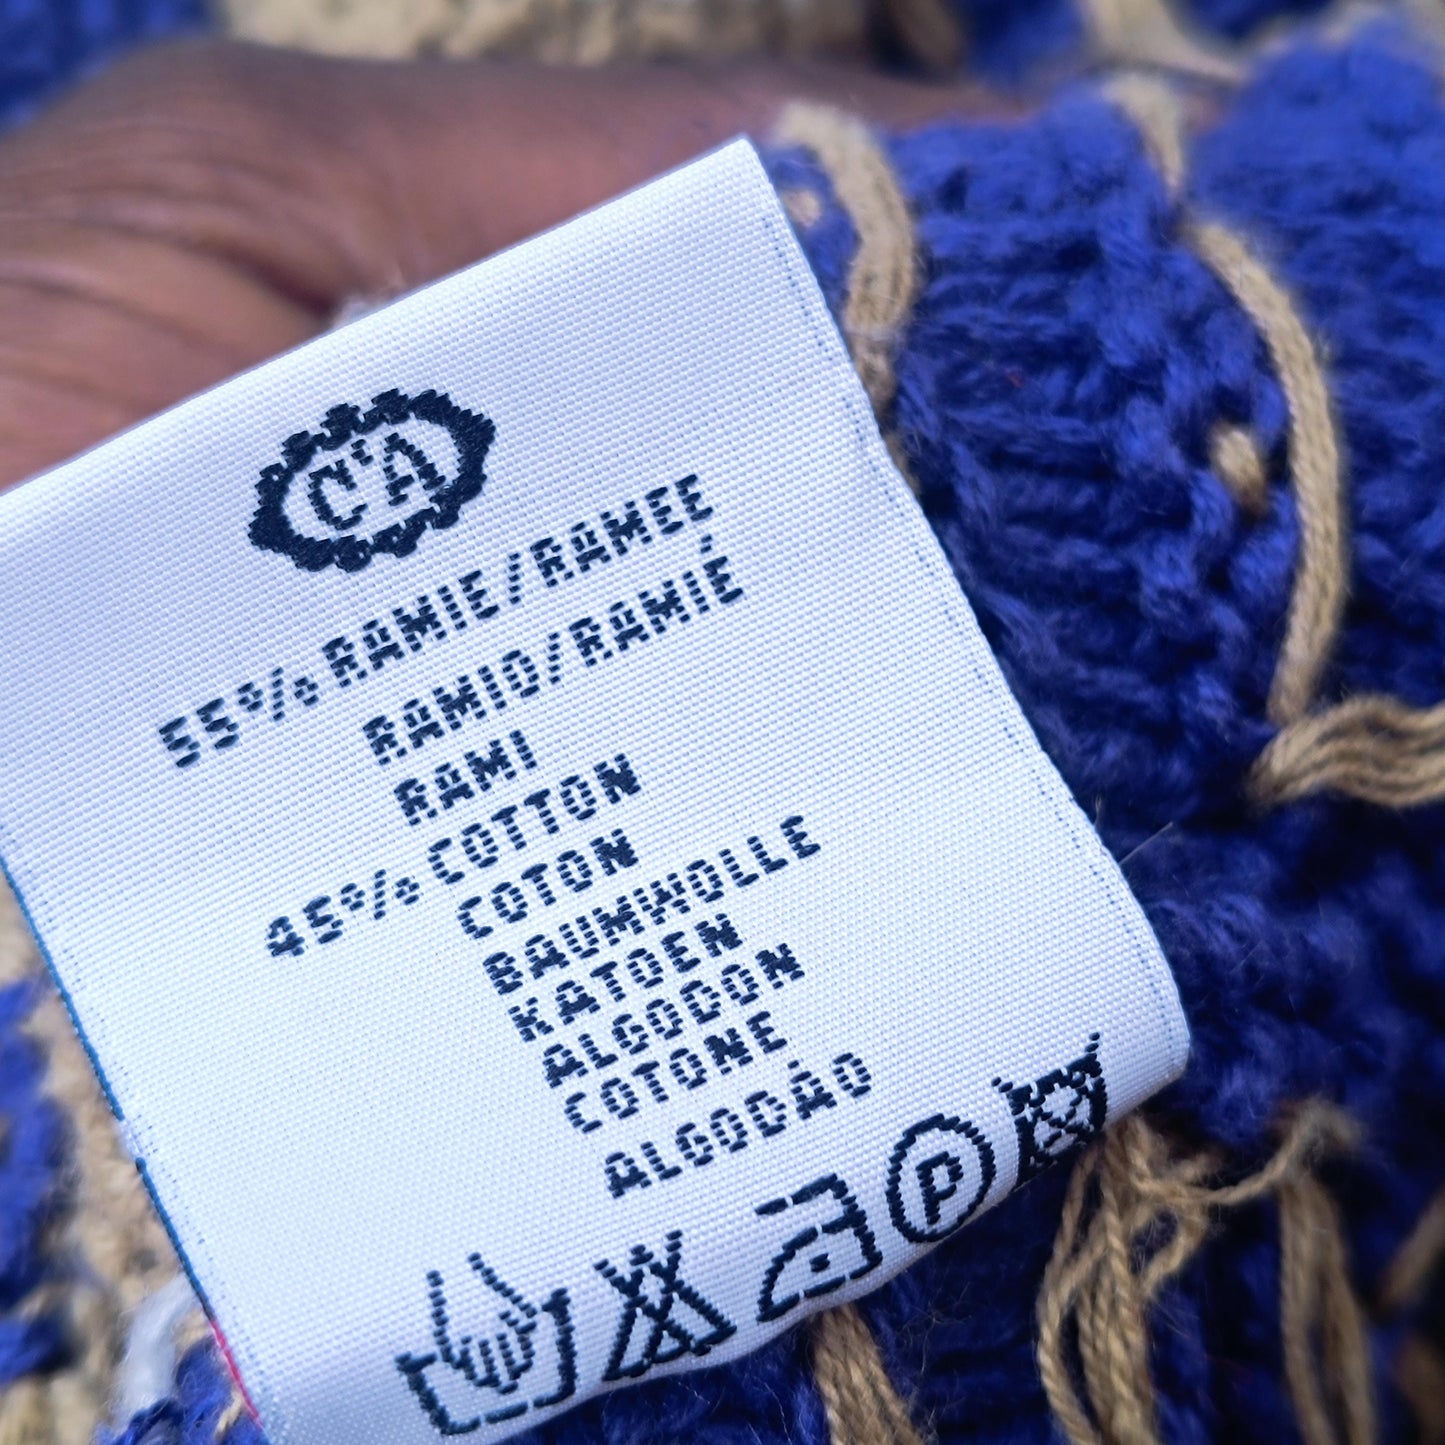 C'A
55% RAMIE/RAMEE
RAMIO/RAMIÉ
RAMI
45% COTTON
COTON
BAUMWOLLE
KATOEN
ALGODON
COTONE
ALGODÃO
P